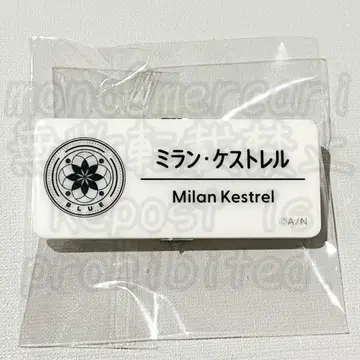 mono@mercari
無断転載禁止
Repost is
prohibited
ミラン・ケストレル
Milan Kestrel
BLUE
©A/N